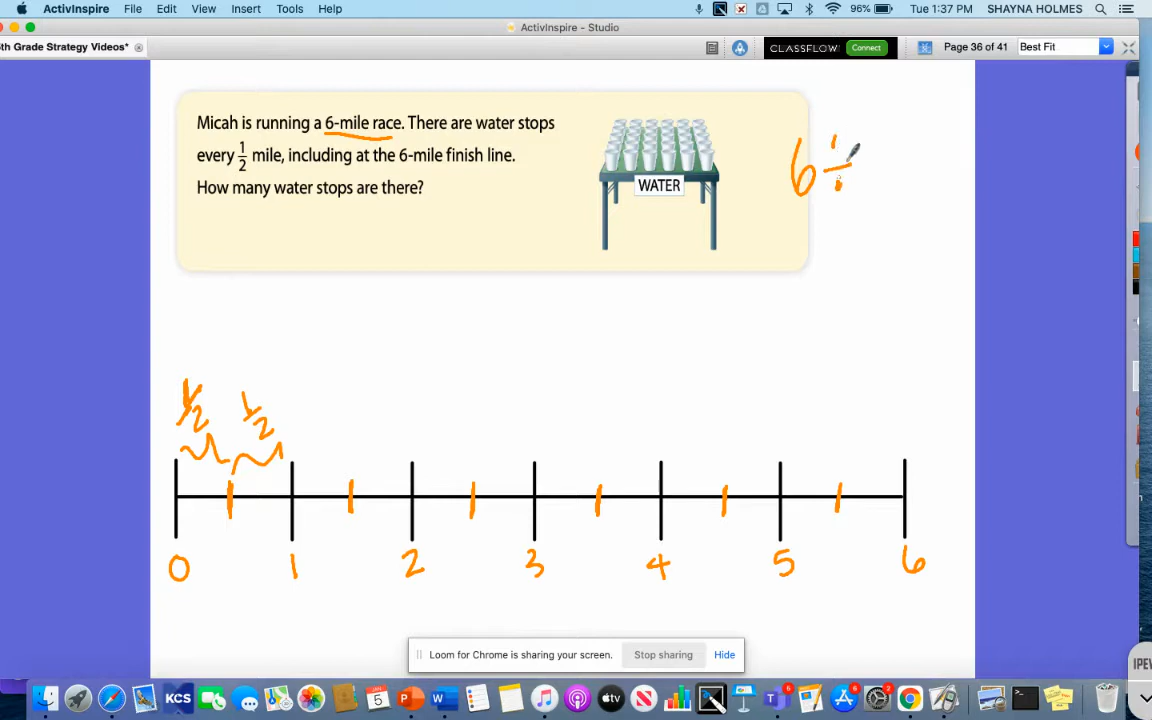 ActivInspire File Edit View Insert Tools Help 96% Tue 1:37 PM SHAYNA HOLMES
ActivInspire - Studio
5th Grade Strategy Videos* CLASSFLOW Connect Page 36 of 41 Best Fit
Micah is running a 6-mile race. There are water stops
every 1/2 mile, including at the 6-mile finish line.
How many water stops are there?
WATER
6 ÷
1/2 1/2
0 1 2 3 4 5 6
Loom for Chrome is sharing your screen. Stop sharing Hide
KCS JAN 5 tv